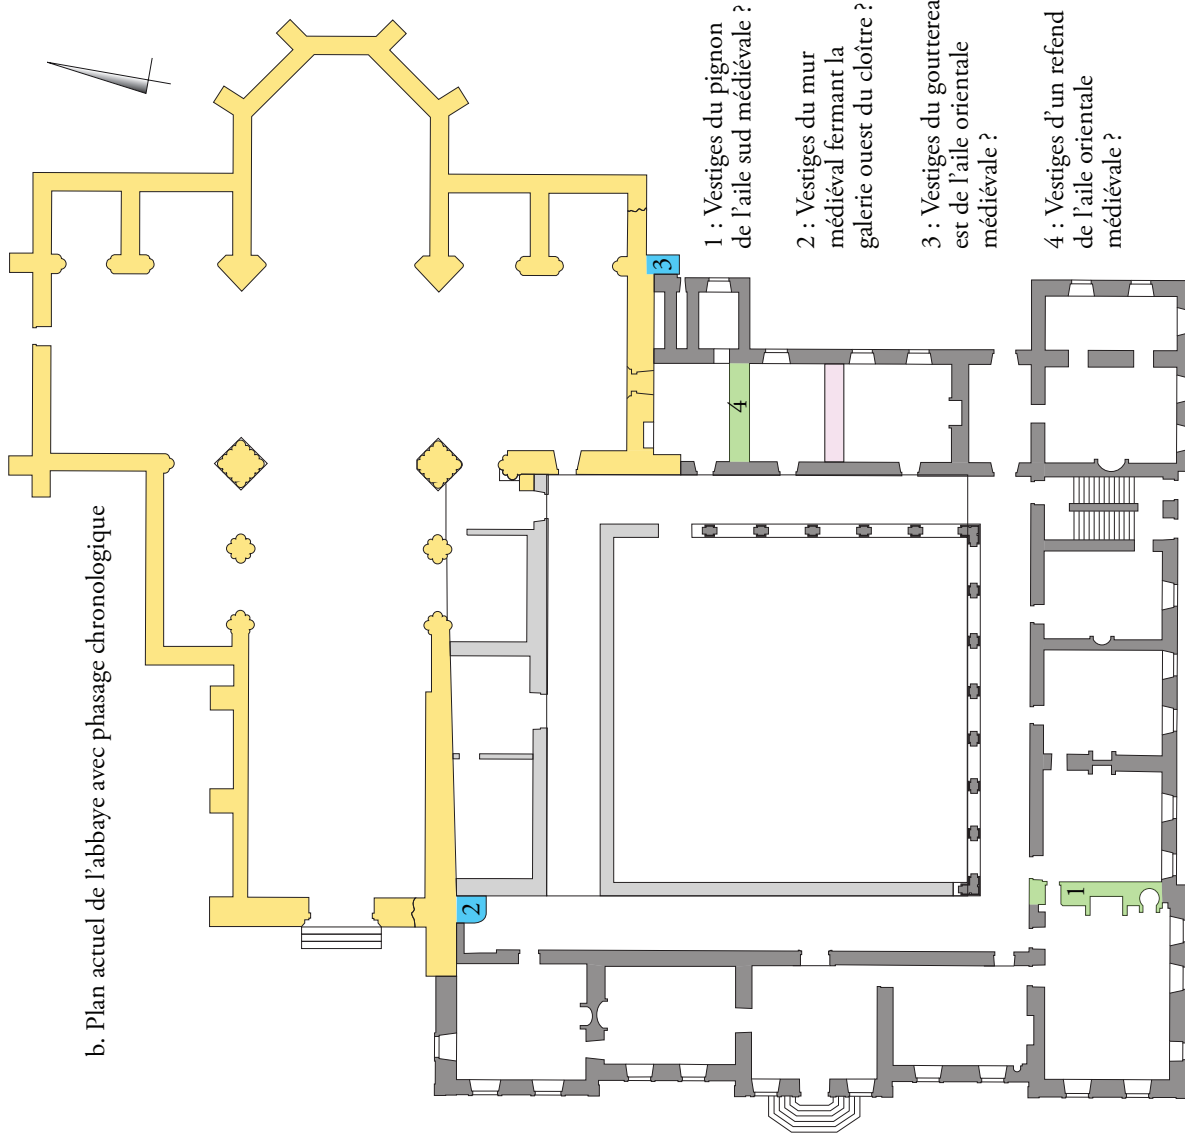 b. Plan actuel de l'abbaye avec phasage chronologique
1 : Vestiges du pignon
de l'aile sud médiévale ?
2 : Vestiges du mur
médiéval fermant la
galerie ouest du cloître ?
3 : Vestiges du gouttereau
est de l'aile orientale
médiévale ?
4 : Vestiges d'un refend
de l'aile orientale
médiévale ?
3
4
2
1